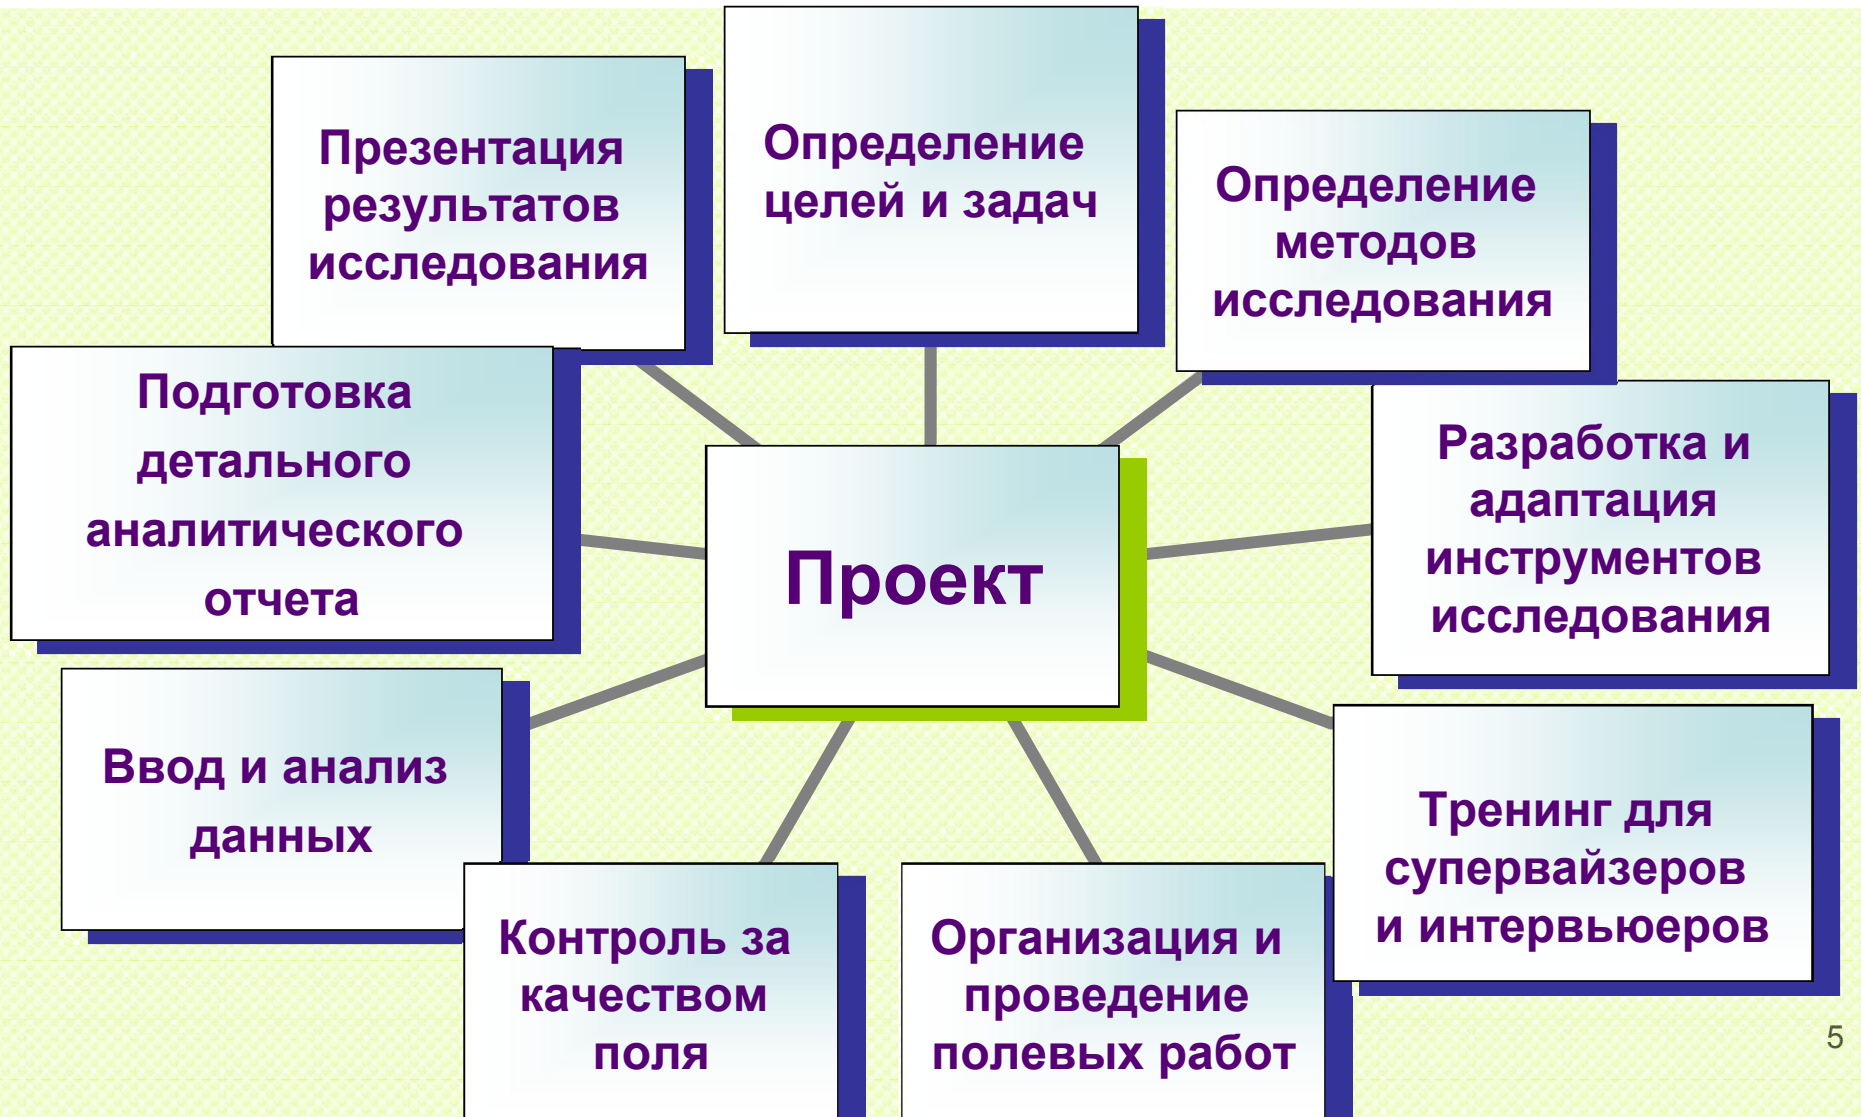 Определение
целей и задач
Определение
методов
исследования
Разработка и
адаптация
инструментов
исследования
Тренинг для
супервайзеров
и интервьюеров
Организация и
проведение
полевых работ
Контроль за
качеством
поля
Ввод и анализ
данных
Подготовка
детального
аналитического
отчета
Презентация
результатов
исследования
Проект
5